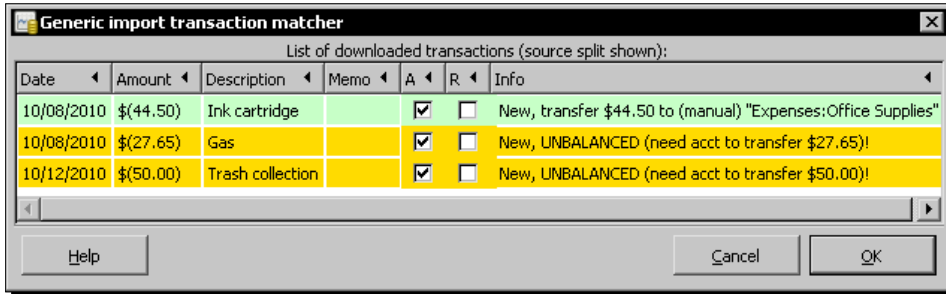 Generic import transaction matcher
List of downloaded transactions (source split shown):
Date Amount Description Memo A R Info
10/08/2010 $(44.50) Ink cartridge New, transfer $44.50 to (manual) "Expenses:Office Supplies"
10/08/2010 $(27.65) Gas New, UNBALANCED (need acct to transfer $27.65)!
10/12/2010 $(50.00) Trash collection New, UNBALANCED (need acct to transfer $50.00)!
Help Cancel OK